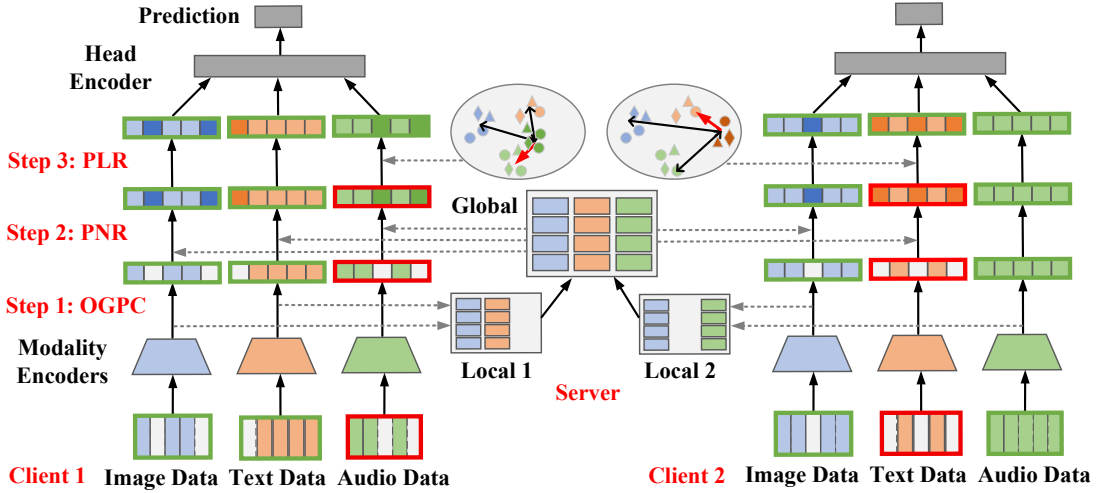 Prediction
Head
Encoder
Step 3: PLR
Global
Step 2: PNR
Step 1: OGPC
Modality
Encoders
Local 1
Local 2
Server
Client 1
Image Data
Text Data
Audio Data
Client 2
Image Data
Text Data
Audio Data